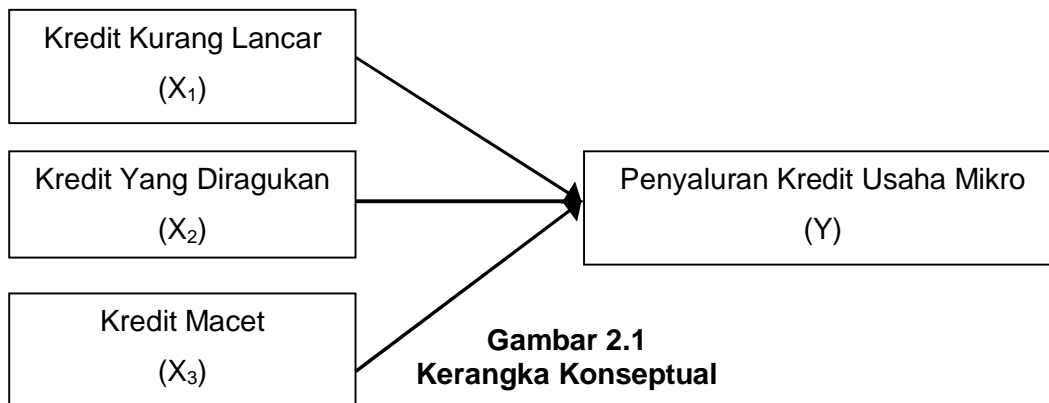 Kredit Kurang Lancar
(X₁)
Kredit Yang Diragukan
(X₂)
Kredit Macet
(X₃)
Penyaluran Kredit Usaha Mikro
(Y)
Gambar 2.1
Kerangka Konseptual